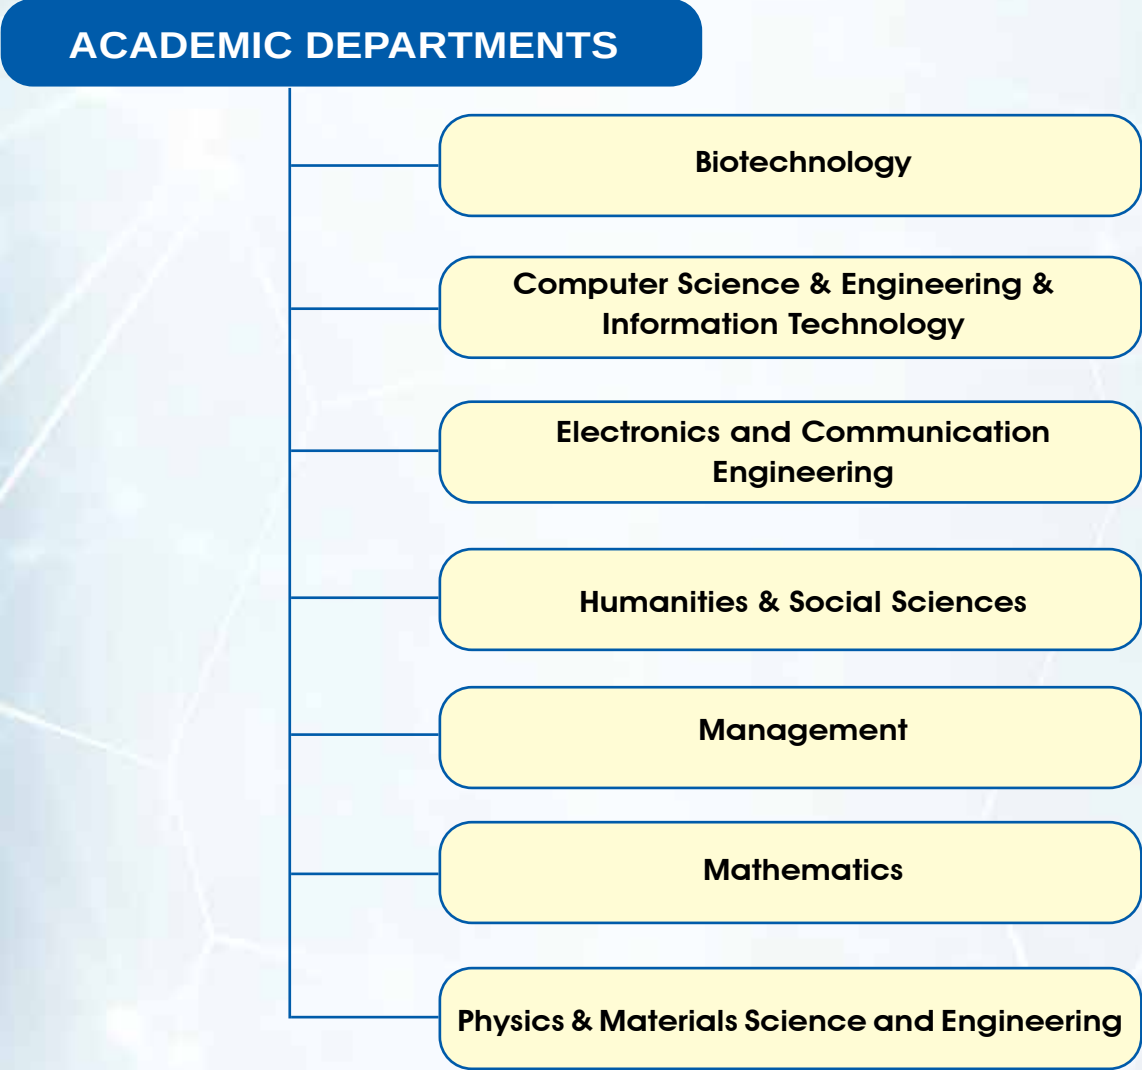 ACADEMIC DEPARTMENTS
Biotechnology
Computer Science & Engineering &
Information Technology
Electronics and Communication
Engineering
Humanities & Social Sciences
Management
Mathematics
Physics & Materials Science and Engineering